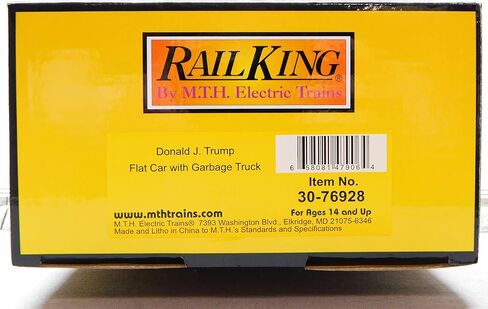 RAILKING®
By M.T.H. Electric Trains
Donald J. Trump
Flat Car with Garbage Truck
6 58081 47906 4
Item No.
30-76928
www.mthtrains.com
For Ages 14 and Up
M.T.H. Electric Trains® 7393 Washington Blvd., Elkridge, MD 21075-6346
Made and Litho in China to M.T.H.'s Standards and Specifications